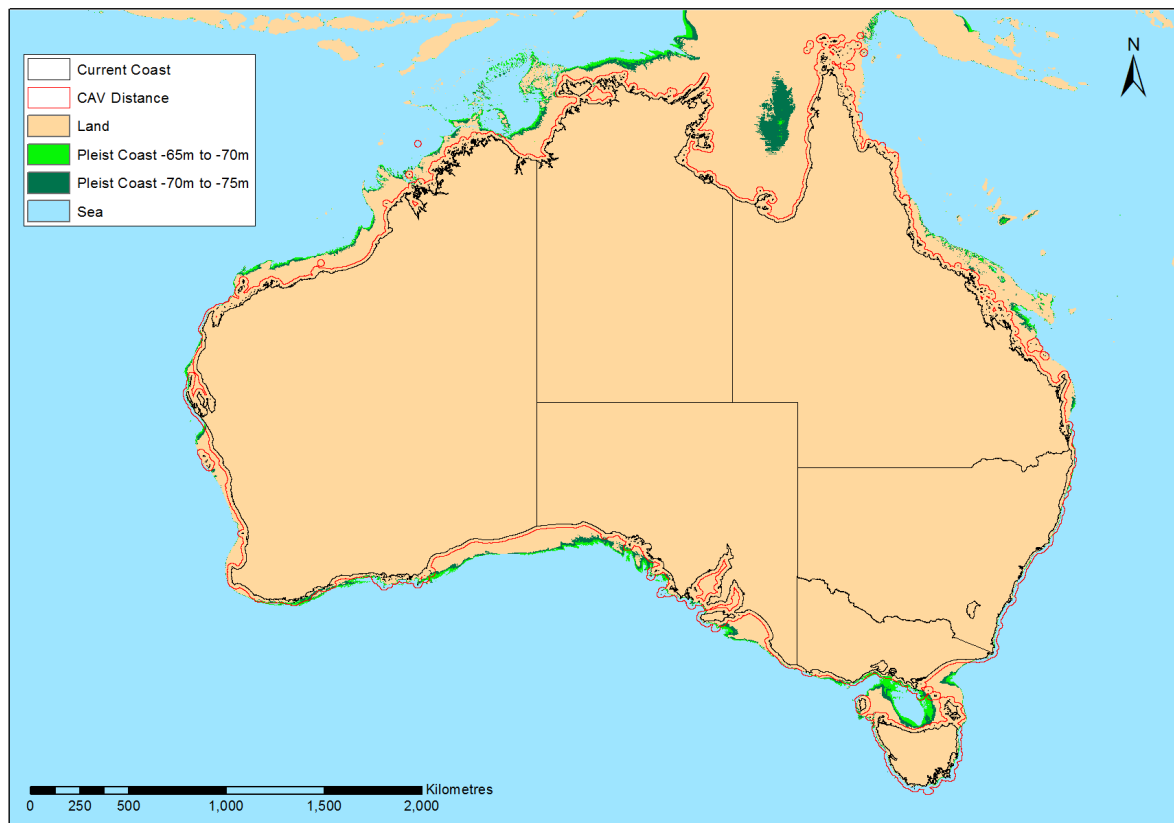 Current Coast
CAV Distance
Land
Pleist Coast -65m to -70m
Pleist Coast -70m to -75m
Sea
N
Kilometres
0 250 500 1,000 1,500 2,000